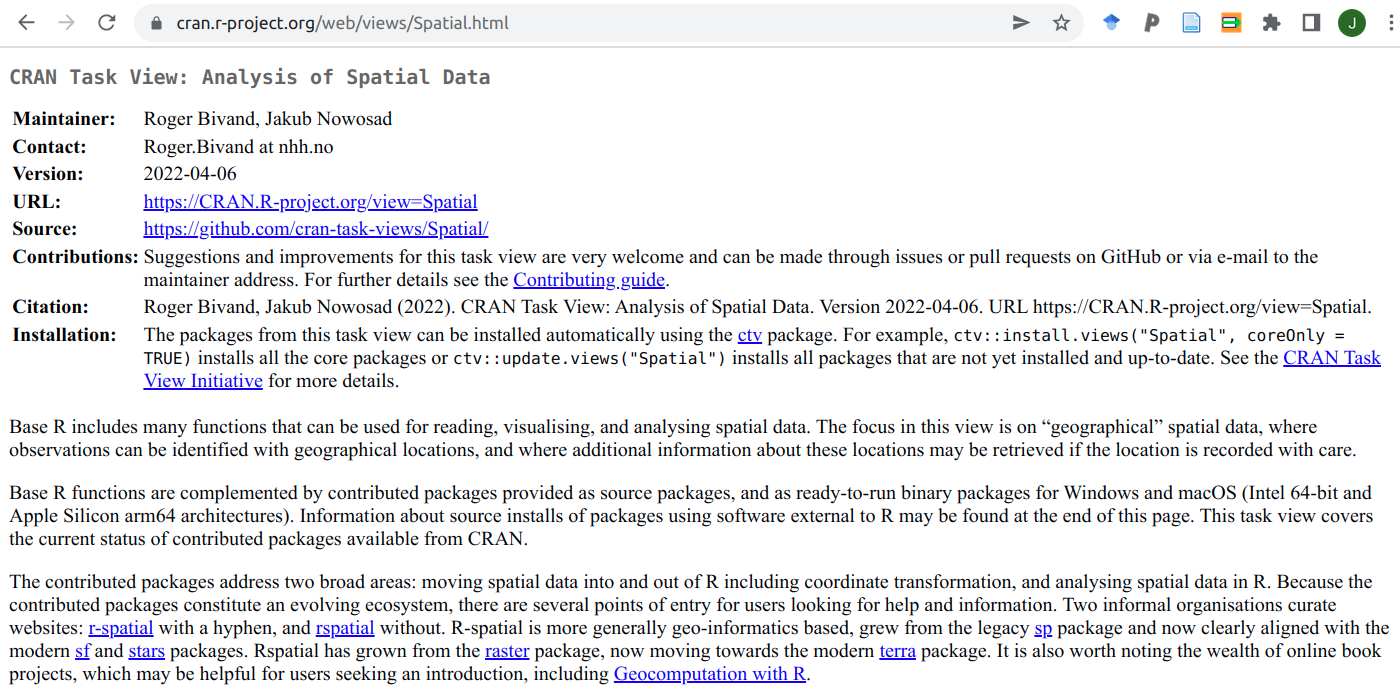 cran.r-project.org/web/views/Spatial.html
J
CRAN Task View: Analysis of Spatial Data
Maintainer: Roger Bivand, Jakub Nowosad
Contact: Roger.Bivand at nhh.no
Version: 2022-04-06
URL: https://CRAN.R-project.org/view=Spatial
Source: https://github.com/cran-task-views/Spatial/
Contributions: Suggestions and improvements for this task view are very welcome and can be made through issues or pull requests on GitHub or via e-mail to the
maintainer address. For further details see the Contributing guide.
Citation: Roger Bivand, Jakub Nowosad (2022). CRAN Task View: Analysis of Spatial Data. Version 2022-04-06. URL https://CRAN.R-project.org/view=Spatial.
Installation: The packages from this task view can be installed automatically using the ctv package. For example, ctv::install.views("Spatial", coreOnly =
TRUE) installs all the core packages or ctv::update.views("Spatial") installs all packages that are not yet installed and up-to-date. See the CRAN Task
View Initiative for more details.
Base R includes many functions that can be used for reading, visualising, and analysing spatial data. The focus in this view is on “geographical” spatial data, where
observations can be identified with geographical locations, and where additional information about these locations may be retrieved if the location is recorded with care.
Base R functions are complemented by contributed packages provided as source packages, and as ready-to-run binary packages for Windows and macOS (Intel 64-bit and
Apple Silicon arm64 architectures). Information about source installs of packages using software external to R may be found at the end of this page. This task view covers
the current status of contributed packages available from CRAN.
The contributed packages address two broad areas: moving spatial data into and out of R including coordinate transformation, and analysing spatial data in R. Because the
contributed packages constitute an evolving ecosystem, there are several points of entry for users looking for help and information. Two informal organisations curate
websites: r-spatial with a hyphen, and rspatial without. R-spatial is more generally geo-informatics based, grew from the legacy sp package and now clearly aligned with the
modern sf and stars packages. Rspatial has grown from the raster package, now moving towards the modern terra package. It is also worth noting the wealth of online book
projects, which may be helpful for users seeking an introduction, including Geocomputation with R.